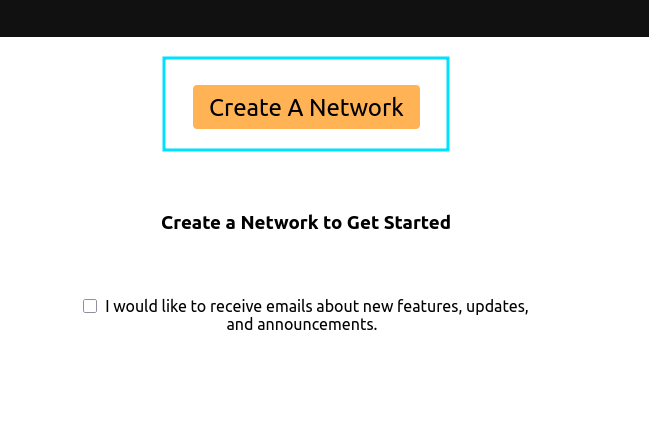 Create A Network
Create a Network to Get Started
I would like to receive emails about new features, updates,
and announcements.